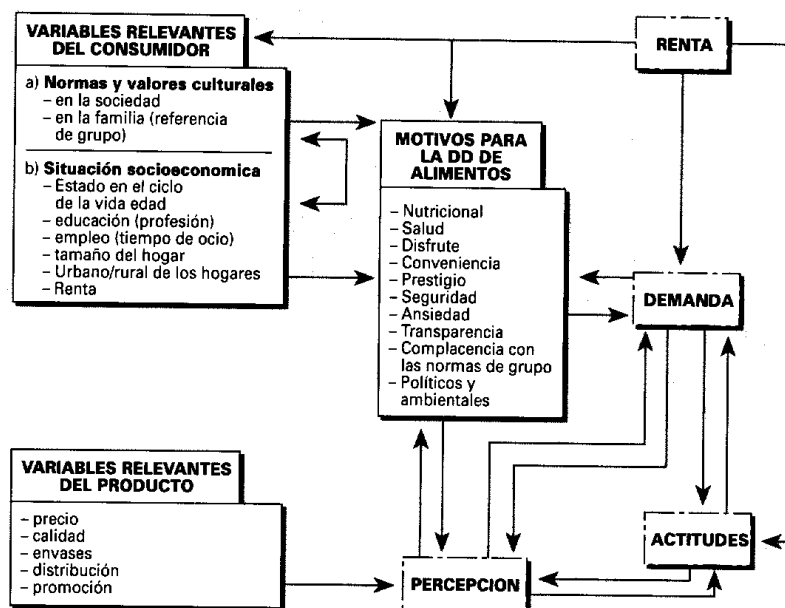 VARIABLES RELEVANTES
DEL CONSUMIDOR
a) Normas y valores culturales
– en la sociedad
– en la familia (referencia
de grupo)
b) Situación socioeconomica
– Estado en el ciclo
de la vida edad
– educación (profesión)
– empleo (tiempo de ocio)
– tamaño del hogar
– Urbano/rural de los hogares
– Renta
RENTA
MOTIVOS PARA
LA DD DE
ALIMENTOS
– Nutricional
– Salud
– Disfrute
– Conveniencia
– Prestigio
– Seguridad
– Ansiedad
– Transparencia
– Complacencia con
las normas de grupo
– Políticos y
ambientales
DEMANDA
VARIABLES RELEVANTES
DEL PRODUCTO
– precio
– calidad
– envases
– distribución
– promoción
PERCEPCION
ACTITUDES